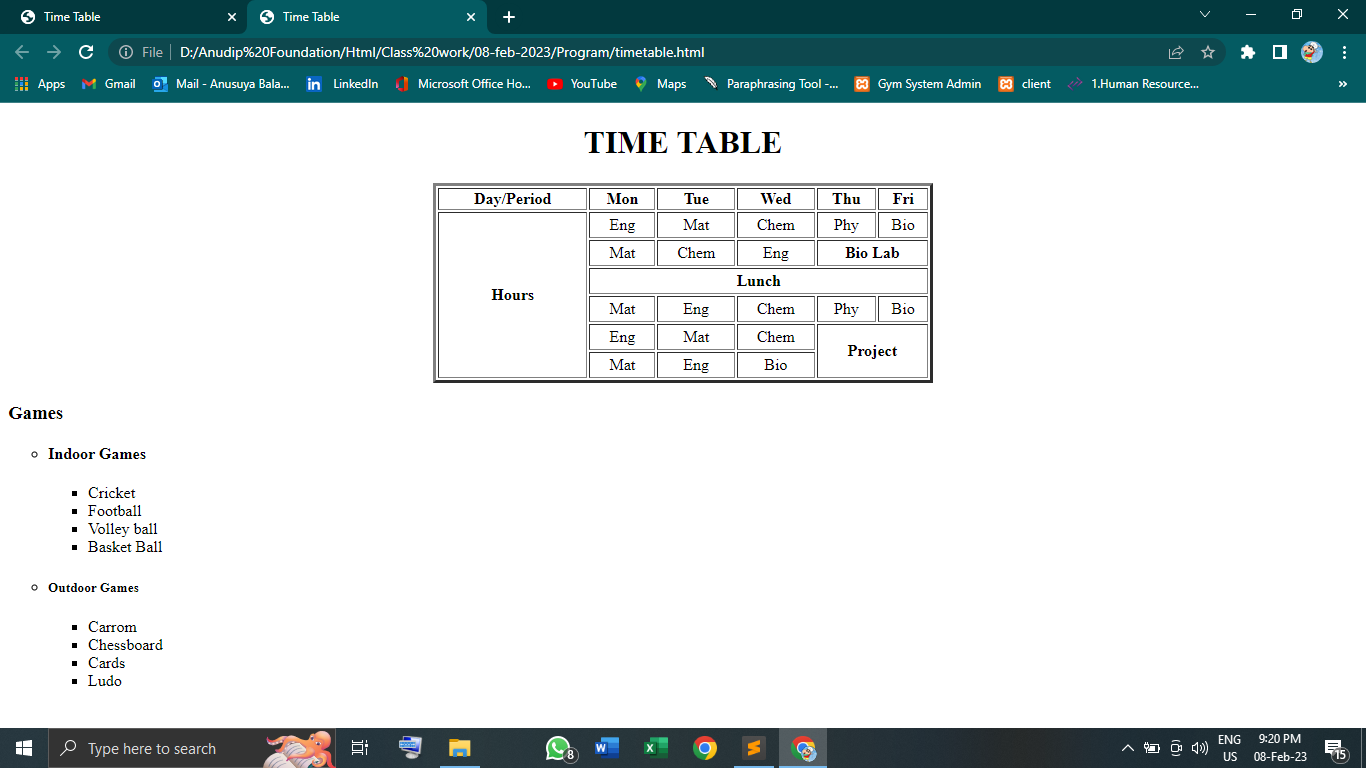 Time Table
Time Table
File D:/Anudip%20Foundation/Html/Class%20work/08-feb-2023/Program/timetable.html
Apps Gmail Mail - Anusuya Bala... LinkedIn Microsoft Office Ho... YouTube Maps Paraphrasing Tool -... Gym System Admin client 1.Human Resource... »
TIME TABLE
Day/Period Mon Tue Wed Thu Fri
Eng Mat Chem Phy Bio
Mat Chem Eng Bio Lab
Lunch
Hours
Mat Eng Chem Phy Bio
Eng Mat Chem
Project
Mat Eng Bio
Games
Indoor Games
Cricket
Football
Volley ball
Basket Ball
Outdoor Games
Carrom
Chessboard
Cards
Ludo
Type here to search
8
ENG
US
9:20 PM
08-Feb-23
15